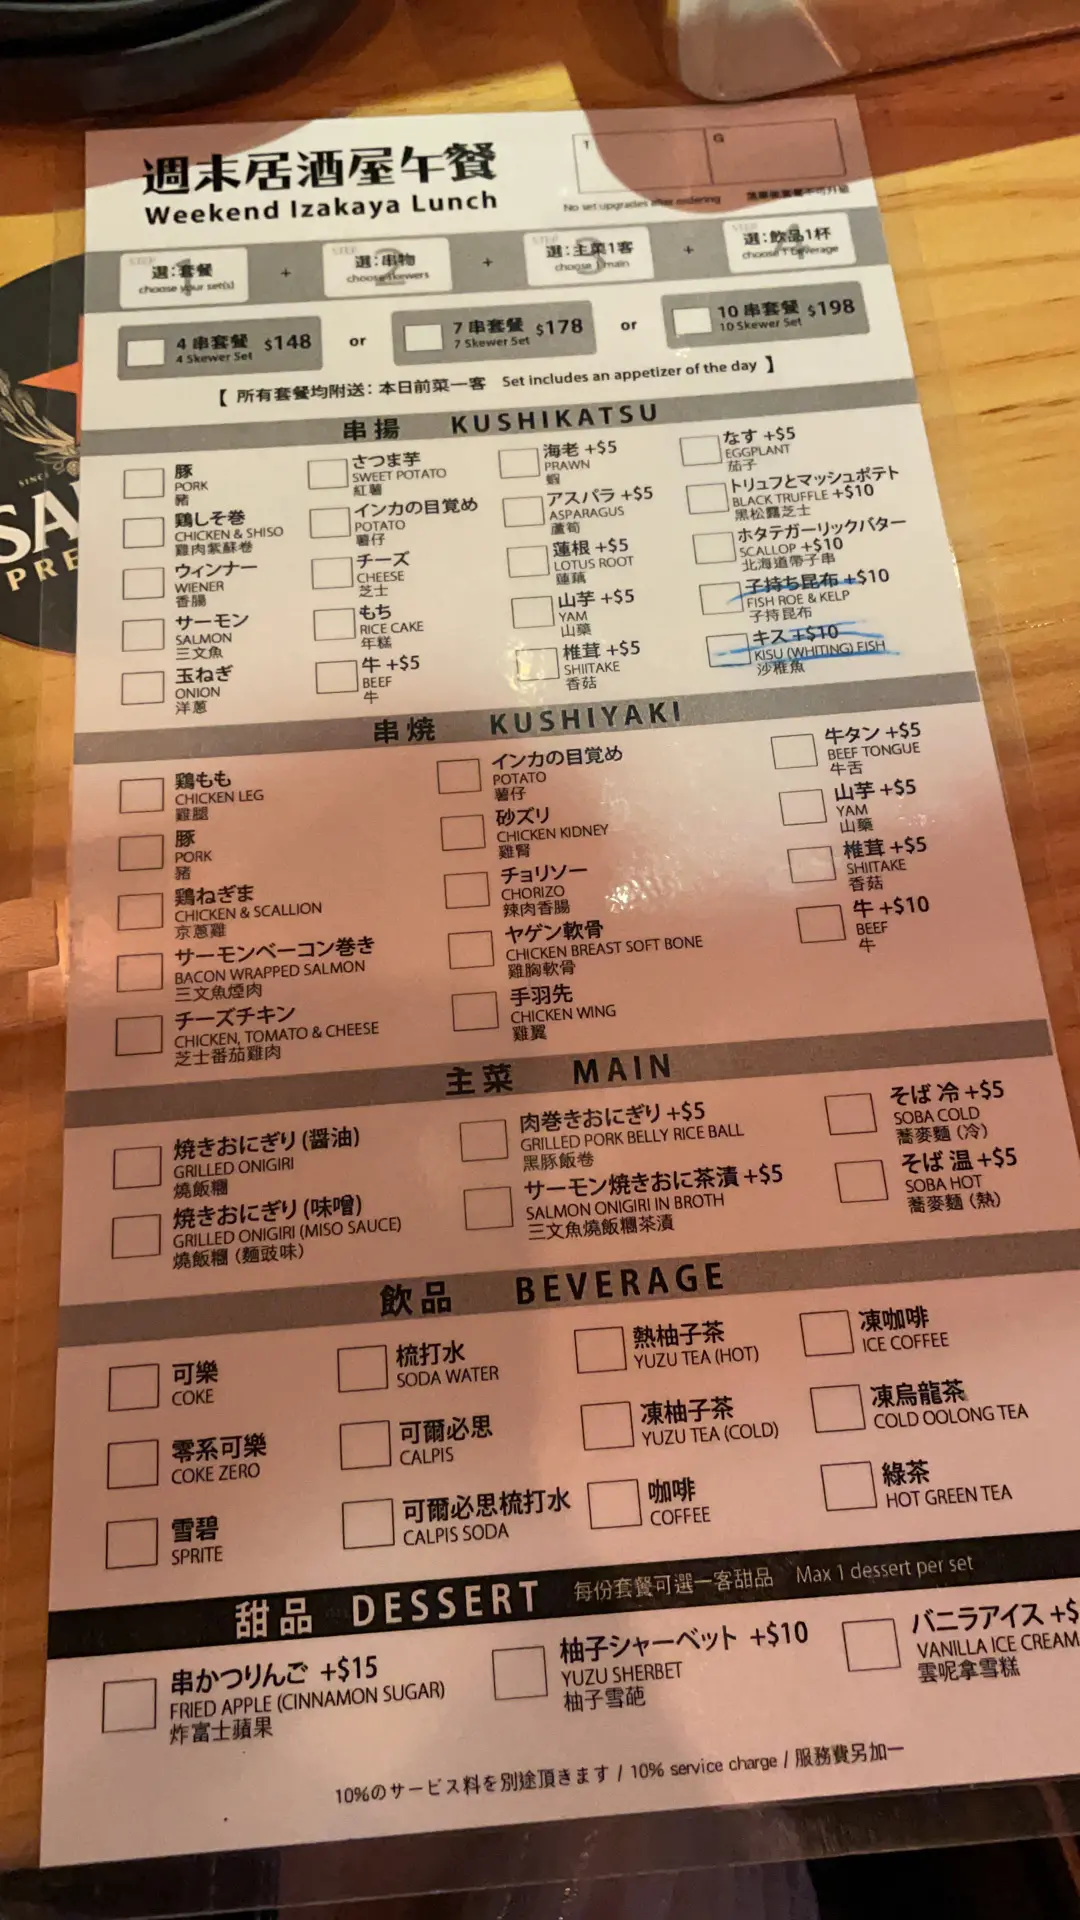 週末居酒屋午餐
Weekend Izakaya Lunch
T
G
No set upgrades after ordering
STEP 1
選:套餐
choose your set(s)
+
STEP 2
選:串物
choose skewers
+
STEP 3
選:主菜1客
choose 1 main
+
STEP 4
選:飲品1杯
choose 1 beverage
4 串套餐 $148
4 Skewer Set
or
7 串套餐 $178
7 Skewer Set
or
10 串套餐 $198
10 Skewer Set
【 所有套餐均附送: 本日前菜一客 Set includes an appetizer of the day 】
SINCE
SA
PRE
串揚 KUSHIKATSU
豚
PORK
豬
鶏しそ巻
CHICKEN & SHISO
雞肉紫蘇卷
ウィンナー
WIENER
香腸
サーモン
SALMON
三文魚
玉ねぎ
ONION
洋蔥
さつま芋
SWEET POTATO
紅薯
インカの目覚め
POTATO
薯仔
チーズ
CHEESE
芝士
もち
RICE CAKE
年糕
牛 +$5
BEEF
牛
海老 +$5
PRAWN
蝦
アスパラ +$5
ASPARAGUS
蘆筍
蓮根 +$5
LOTUS ROOT
蓮藕
山芋 +$5
YAM
山藥
椎茸 +$5
SHIITAKE
香菇
なす +$5
EGGPLANT
茄子
トリュフとマッシュポテト
BLACK TRUFFLE +$10
黑松露芝士
ホタテガーリックバター
SCALLOP +$10
北海道帶子串
子持ち昆布 +$10
FISH ROE & KELP
子持昆布
キス +$10
KISU (WHITING) FISH
沙稚魚
串焼 KUSHIYAKI
鶏もも
CHICKEN LEG
雞腿
豚
PORK
豬
鶏ねぎま
CHICKEN & SCALLION
京蔥雞
サーモンベーコン巻き
BACON WRAPPED SALMON
三文魚煙肉
チーズチキン
CHICKEN, TOMATO & CHEESE
芝士番茄雞肉
インカの目覚め
POTATO
薯仔
砂ズリ
CHICKEN KIDNEY
雞腎
チョリソー
CHORIZO
辣肉香腸
ヤゲン軟骨
CHICKEN BREAST SOFT BONE
雞胸軟骨
手羽先
CHICKEN WING
雞翼
牛タン +$5
BEEF TONGUE
牛舌
山芋 +$5
YAM
山藥
椎茸 +$5
SHIITAKE
香菇
牛 +$10
BEEF
牛
主菜 MAIN
焼きおにぎり (醤油)
GRILLED ONIGIRI
燒飯糰
焼きおにぎり (味噌)
GRILLED ONIGIRI (MISO SAUCE)
燒飯糰 (麵豉味)
肉巻きおにぎり +$5
GRILLED PORK BELLY RICE BALL
黑豚飯卷
サーモン焼きおに茶漬 +$5
SALMON ONIGIRI IN BROTH
三文魚燒飯糰茶漬
そば 冷 +$5
SOBA COLD
蕎麥麵 (冷)
そば 温 +$5
SOBA HOT
蕎麥麵 (熱)
飲品 BEVERAGE
可樂
COKE
零系可樂
COKE ZERO
雪碧
SPRITE
梳打水
SODA WATER
可爾必思
CALPIS
可爾必思梳打水
CALPIS SODA
熱柚子茶
YUZU TEA (HOT)
凍柚子茶
YUZU TEA (COLD)
咖啡
COFFEE
凍咖啡
ICE COFFEE
凍烏龍茶
COLD OOLONG TEA
綠茶
HOT GREEN TEA
甜品 DESSERT 每份套餐可選一客甜品 Max 1 dessert per set
串かつりんご +$15
FRIED APPLE (CINNAMON SUGAR)
炸富士蘋果
柚子シャーベット +$10
YUZU SHERBET
柚子雪葩
バニラアイス +$
VANILLA ICE CREAM
雲呢拿雪糕
10%のサービス料を別途頂きます / 10% service charge / 服務費另加一